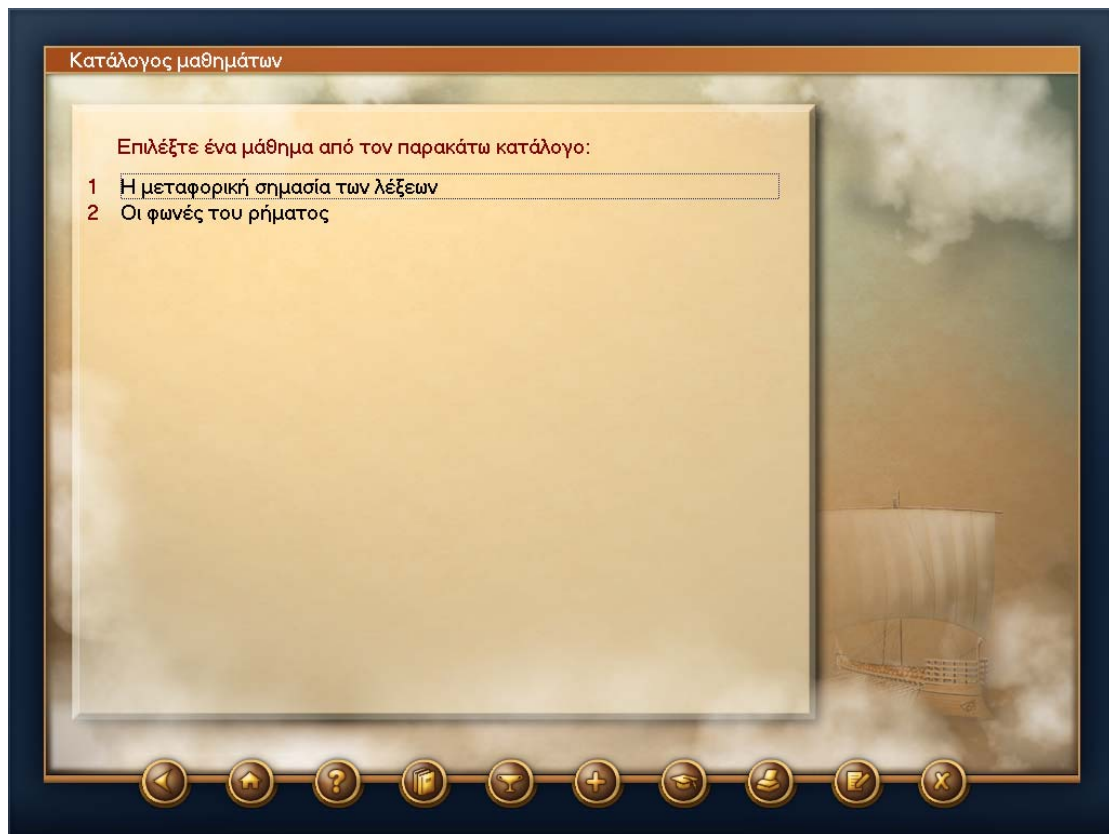 Κατάλογος μαθημάτων
Επιλέξτε ένα μάθημα από τον παρακάτω κατάλογο:
1 Η μεταφορική σημασία των λέξεων
2 Οι φωνές του ρήματος